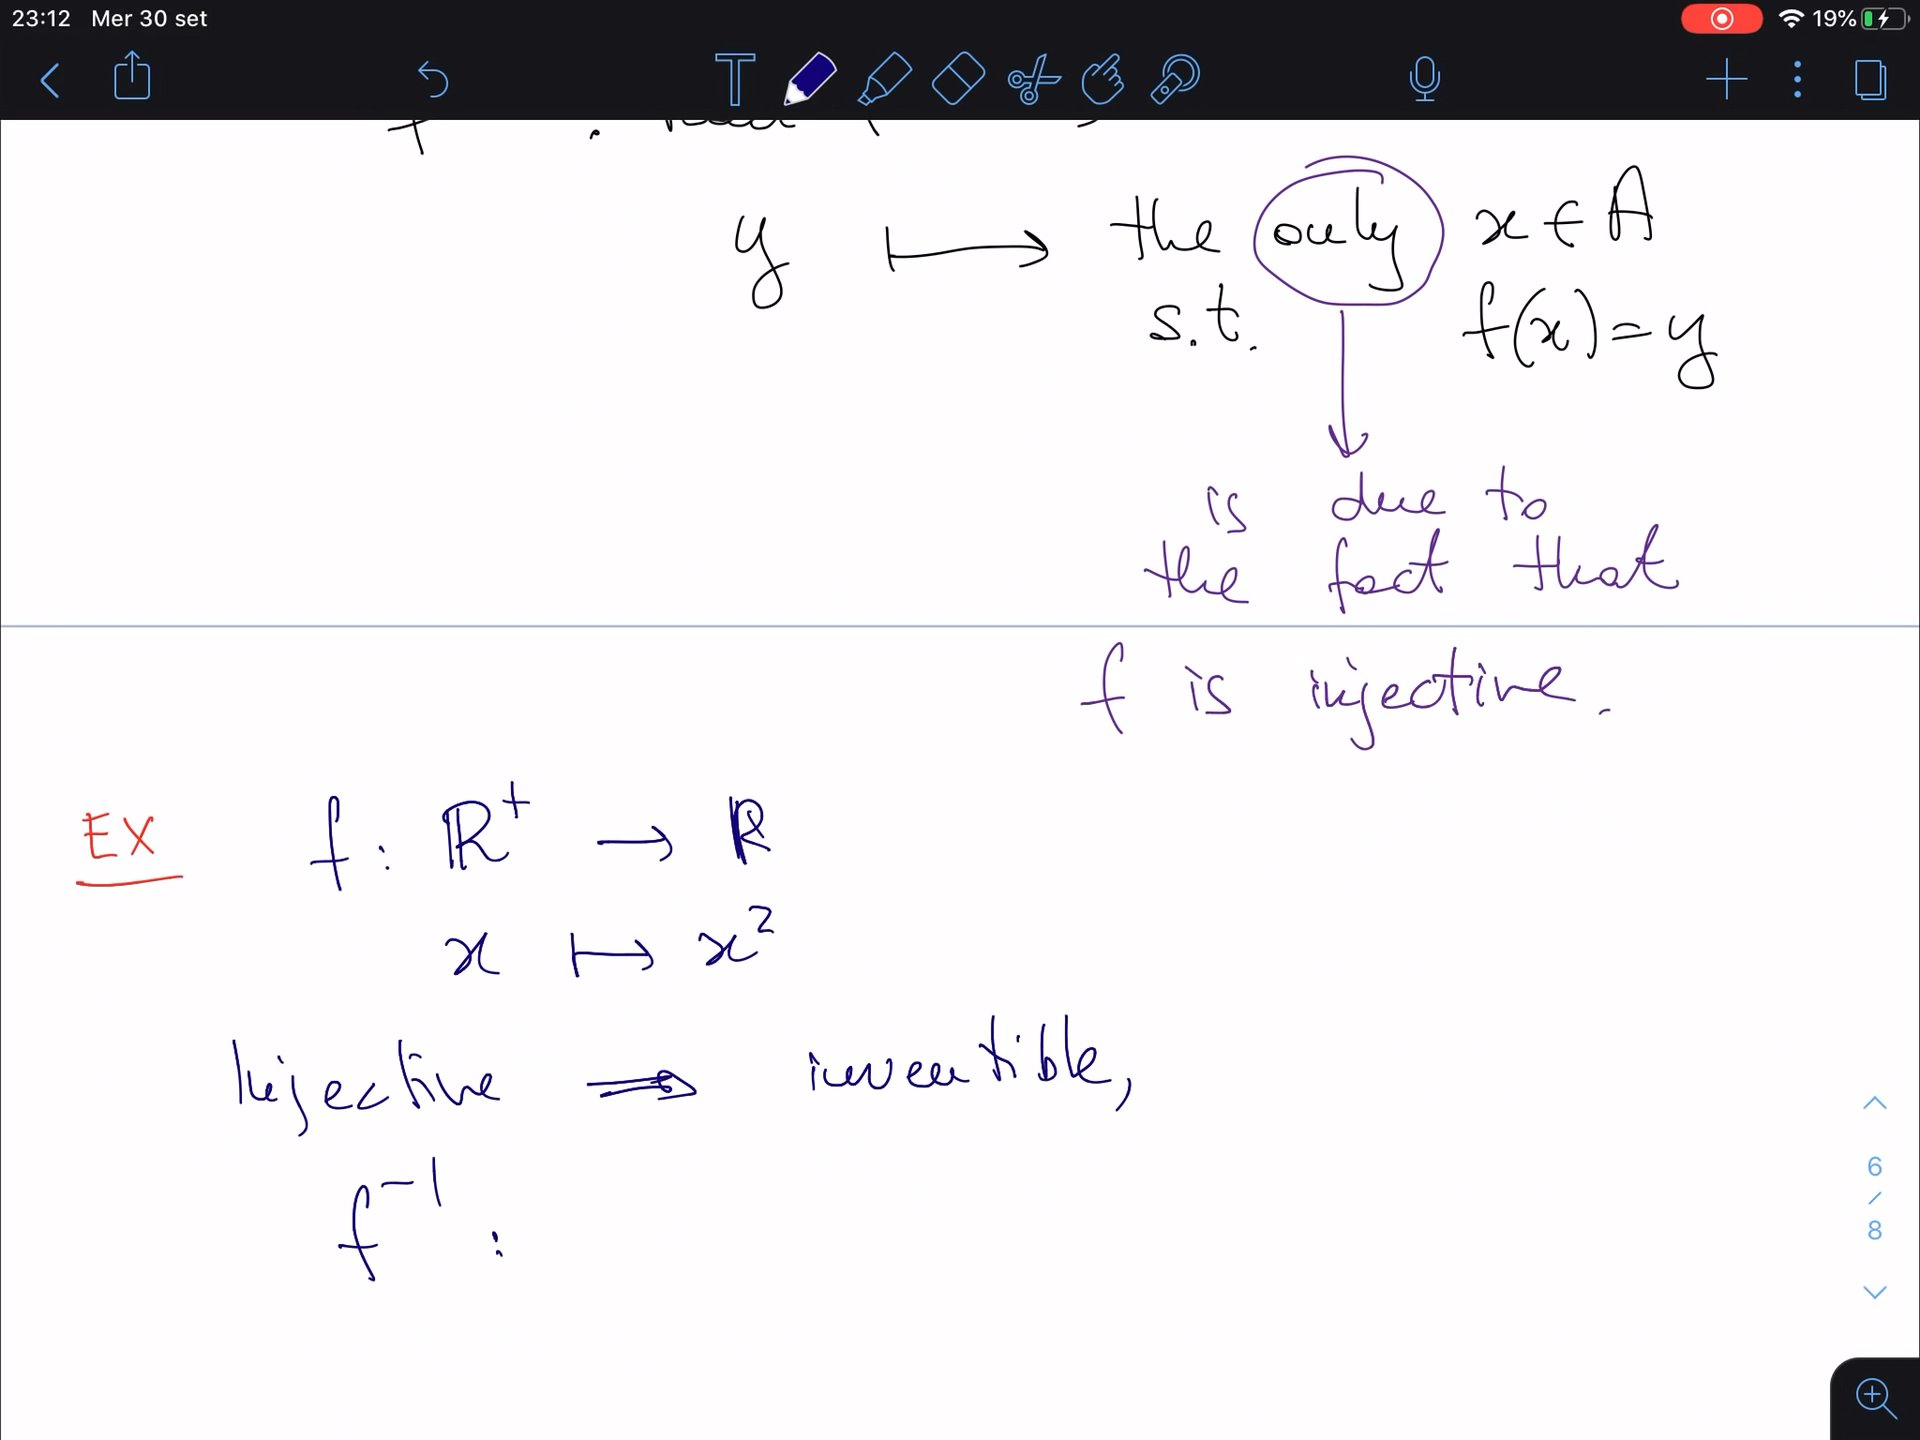 23:12 Mer 30 set 19%
y ⟼ the only x ∈ A
s.t. f(x)=y
is due to
the fact that
f is injective.
EX f: ℝ⁺ → ℝ
x ⟼ x²
Injective ⟹ invertible,
f⁻¹ :
6
/
8